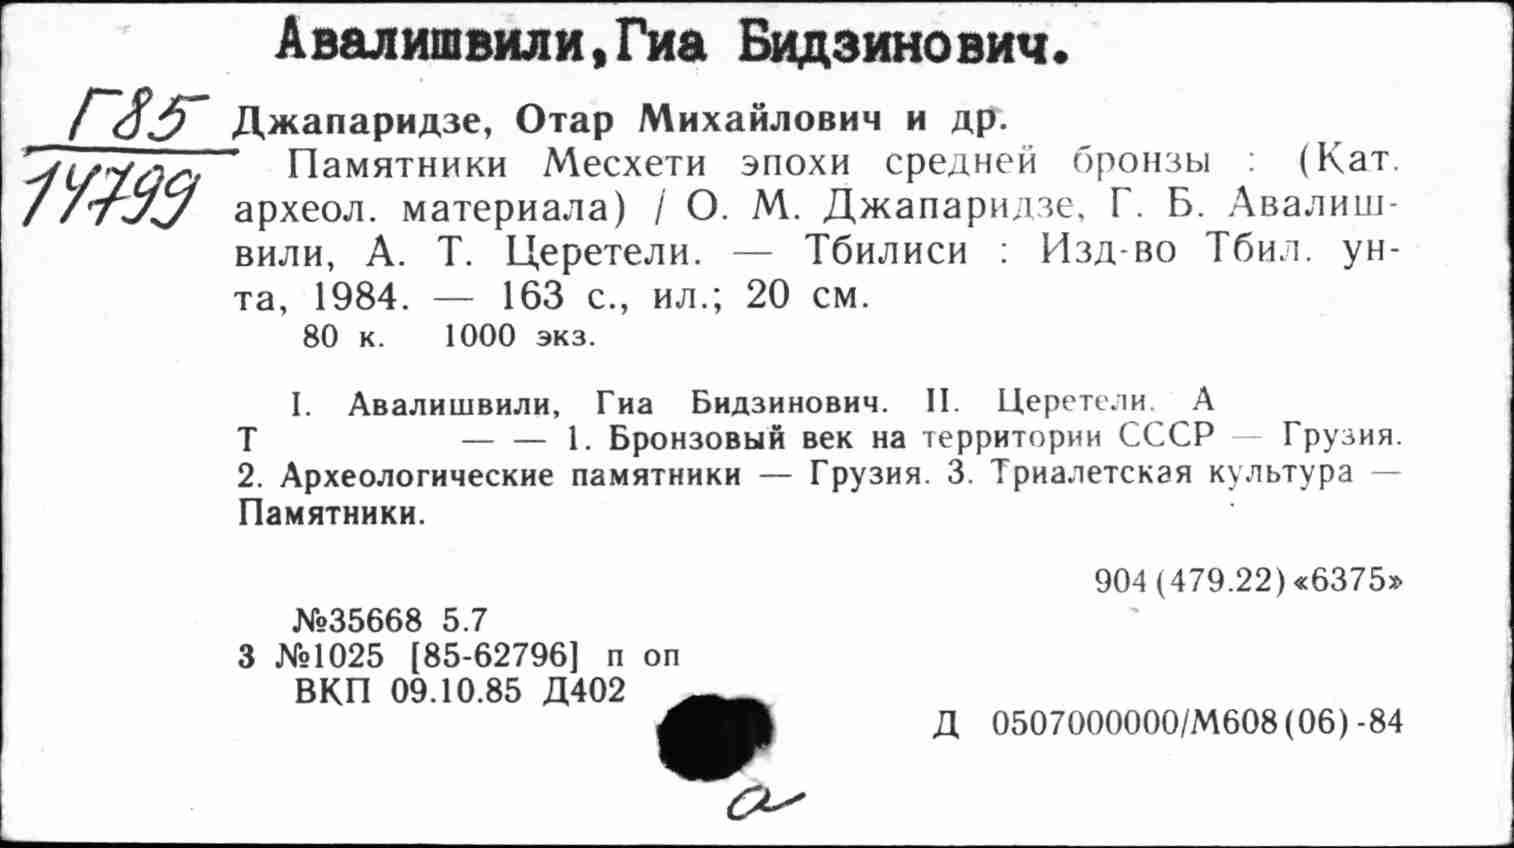 Авалишвили, Гиа Бидзинович.
Г85
14799
Джапаридзе, Отар Михайлович и др.
Памятники Месхети эпохи средней бронзы : (Кат.
археол. материала) / О. М. Джапаридзе, Г. Б. Авалиш-
вили, А. Т. Церетели. — Тбилиси : Изд-во Тбил. ун-
та, 1984. — 163 с., ил.; 20 см.
80 к. 1000 экз.
I. Авалишвили, Гиа Бидзинович. II. Церетели. А
Т — — 1. Бронзовый век на территории СССР — Грузия.
2. Археологические памятники — Грузия. 3. Триалетская культура —
Памятники.
904(479.22)«6375»
№35668 5.7
3 №1025 [85-62796] п оп
ВКП 09.10.85 Д402
Д 0507000000/М608(06)-84
а